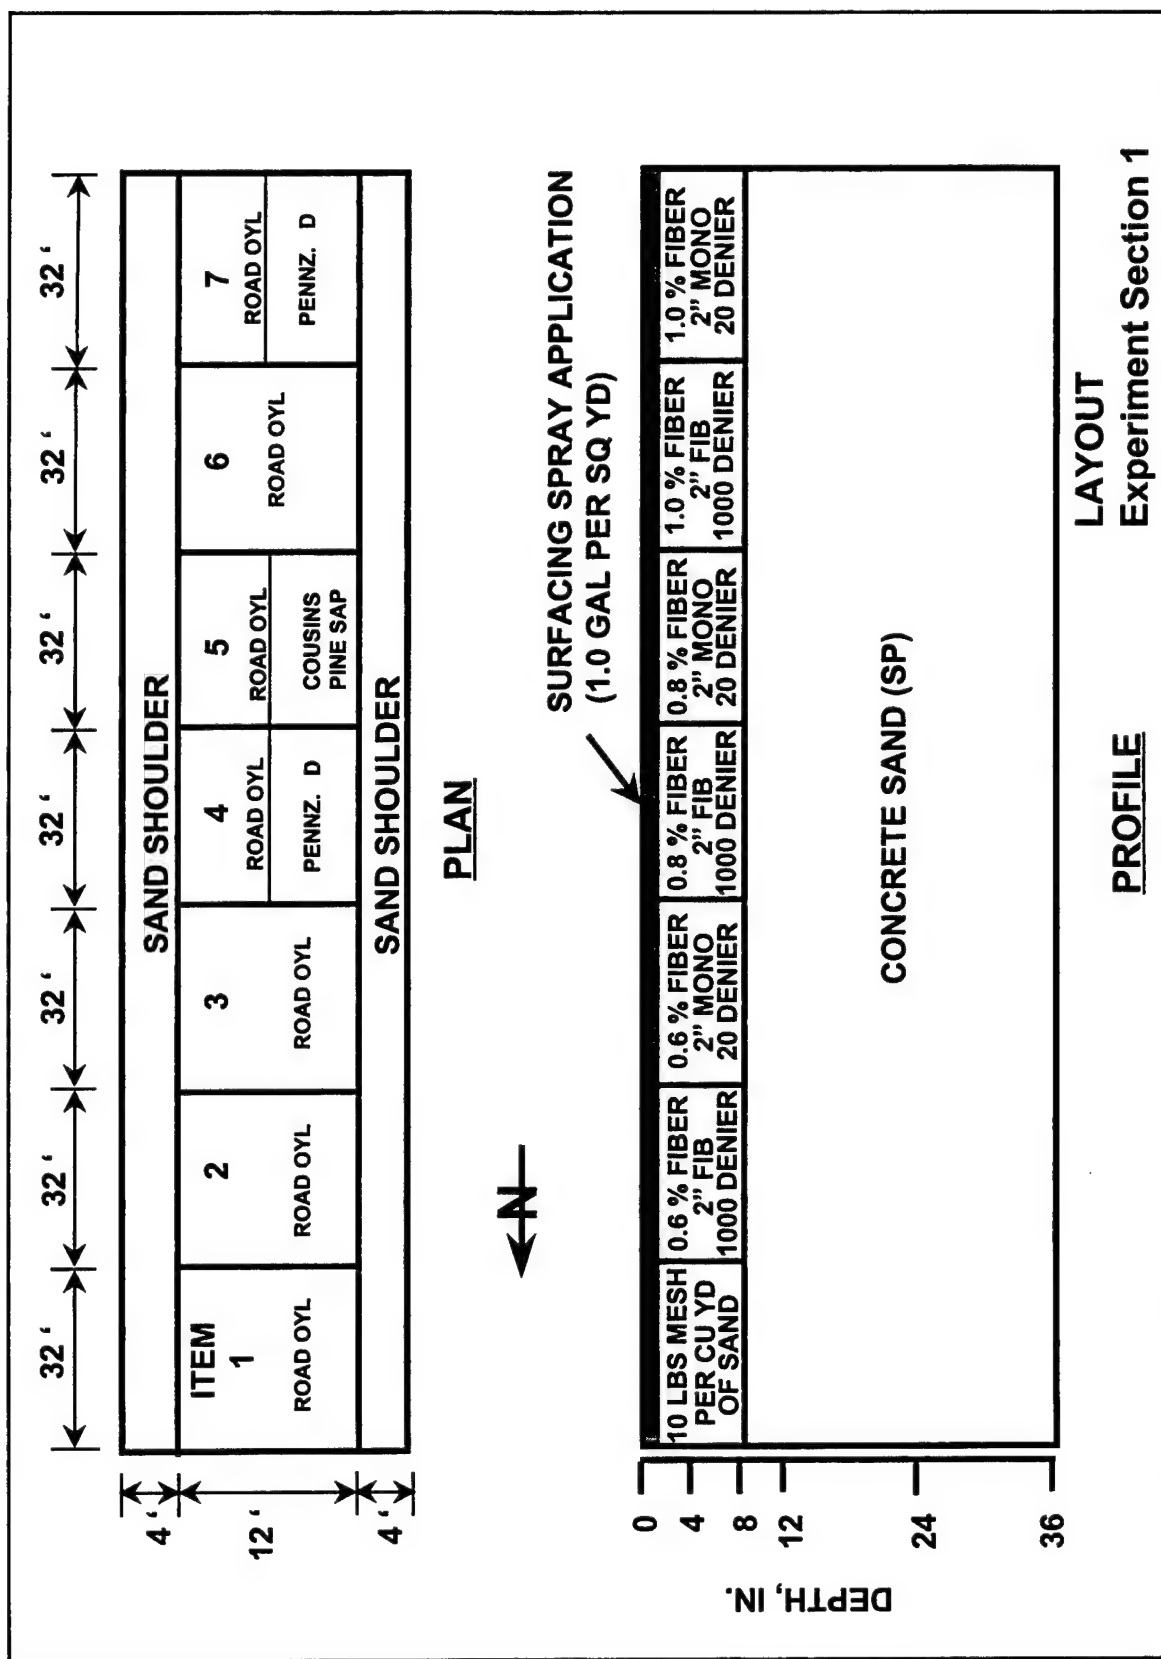 32 ' 32 ' 32 ' 32 ' 32 ' 32 ' 32 '
4 '
12 '
4 '
SAND SHOULDER
ITEM
1
ROAD OYL
2
ROAD OYL
3
ROAD OYL
4
ROAD OYL
PENNZ. D
5
ROAD OYL
COUSINS
PINE SAP
6
ROAD OYL
7
ROAD OYL
PENNZ. D
SAND SHOULDER
PLAN
N
SURFACING SPRAY APPLICATION
(1.0 GAL PER SQ YD)
DEPTH, IN.
0
4
8
12
24
36
10 LBS MESH
PER CU YD
OF SAND
0.6 % FIBER
2" FIB
1000 DENIER
0.6 % FIBER
2" MONO
20 DENIER
0.8 % FIBER
2" FIB
1000 DENIER
0.8 % FIBER
2" MONO
20 DENIER
1.0 % FIBER
2" FIB
1000 DENIER
1.0 % FIBER
2" MONO
20 DENIER
CONCRETE SAND (SP)
PROFILE
LAYOUT
Experiment Section 1